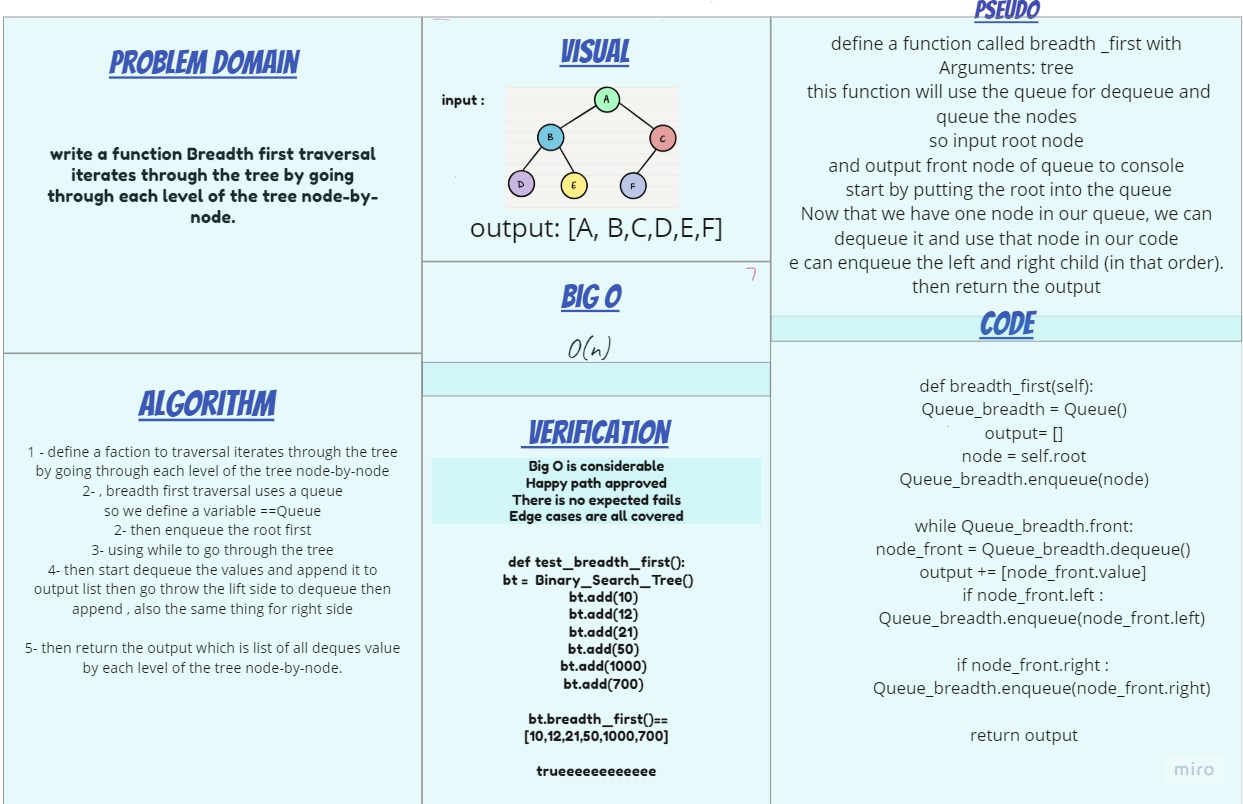 PROBLEM DOMAIN
write a function Breadth first traversal
iterates through the tree by going
through each level of the tree node-by-
node.
ALGORITHM
1 - define a faction to traversal iterates through the tree
by going through each level of the tree node-by-node
2- , breadth first traversal uses a queue
so we define a variable ==Queue
2- then enqueue the root first
3- using while to go through the tree
4- then start dequeue the values and append it to
output list then go throw the lift side to dequeue then
append , also the same thing for right side
5- then return the output which is list of all deques value
by each level of the tree node-by-node.
VISUAL
input :
A
B
C
D
E
F
output: [A, B,C,D,E,F]
BIG O
O(n)
VERIFICATION
Big O is considerable
Happy path approved
There is no expected fails
Edge cases are all covered
def test_breadth_first():
bt = Binary_Search_Tree()
bt.add(10)
bt.add(12)
bt.add(21)
bt.add(50)
bt.add(1000)
bt.add(700)
bt.breadth_first()==
[10,12,21,50,1000,700]
trueeeeeeeeeeee
PSEUDO
define a function called breadth _first with
Arguments: tree
this function will use the queue for dequeue and
queue the nodes
so input root node
and output front node of queue to console
start by putting the root into the queue
Now that we have one node in our queue, we can
dequeue it and use that node in our code
e can enqueue the left and right child (in that order).
then return the output
CODE
def breadth_first(self):
Queue_breadth = Queue()
output= []
node = self.root
Queue_breadth.enqueue(node)
while Queue_breadth.front:
node_front = Queue_breadth.dequeue()
output += [node_front.value]
if node_front.left :
Queue_breadth.enqueue(node_front.left)
if node_front.right :
Queue_breadth.enqueue(node_front.right)
return output
miro